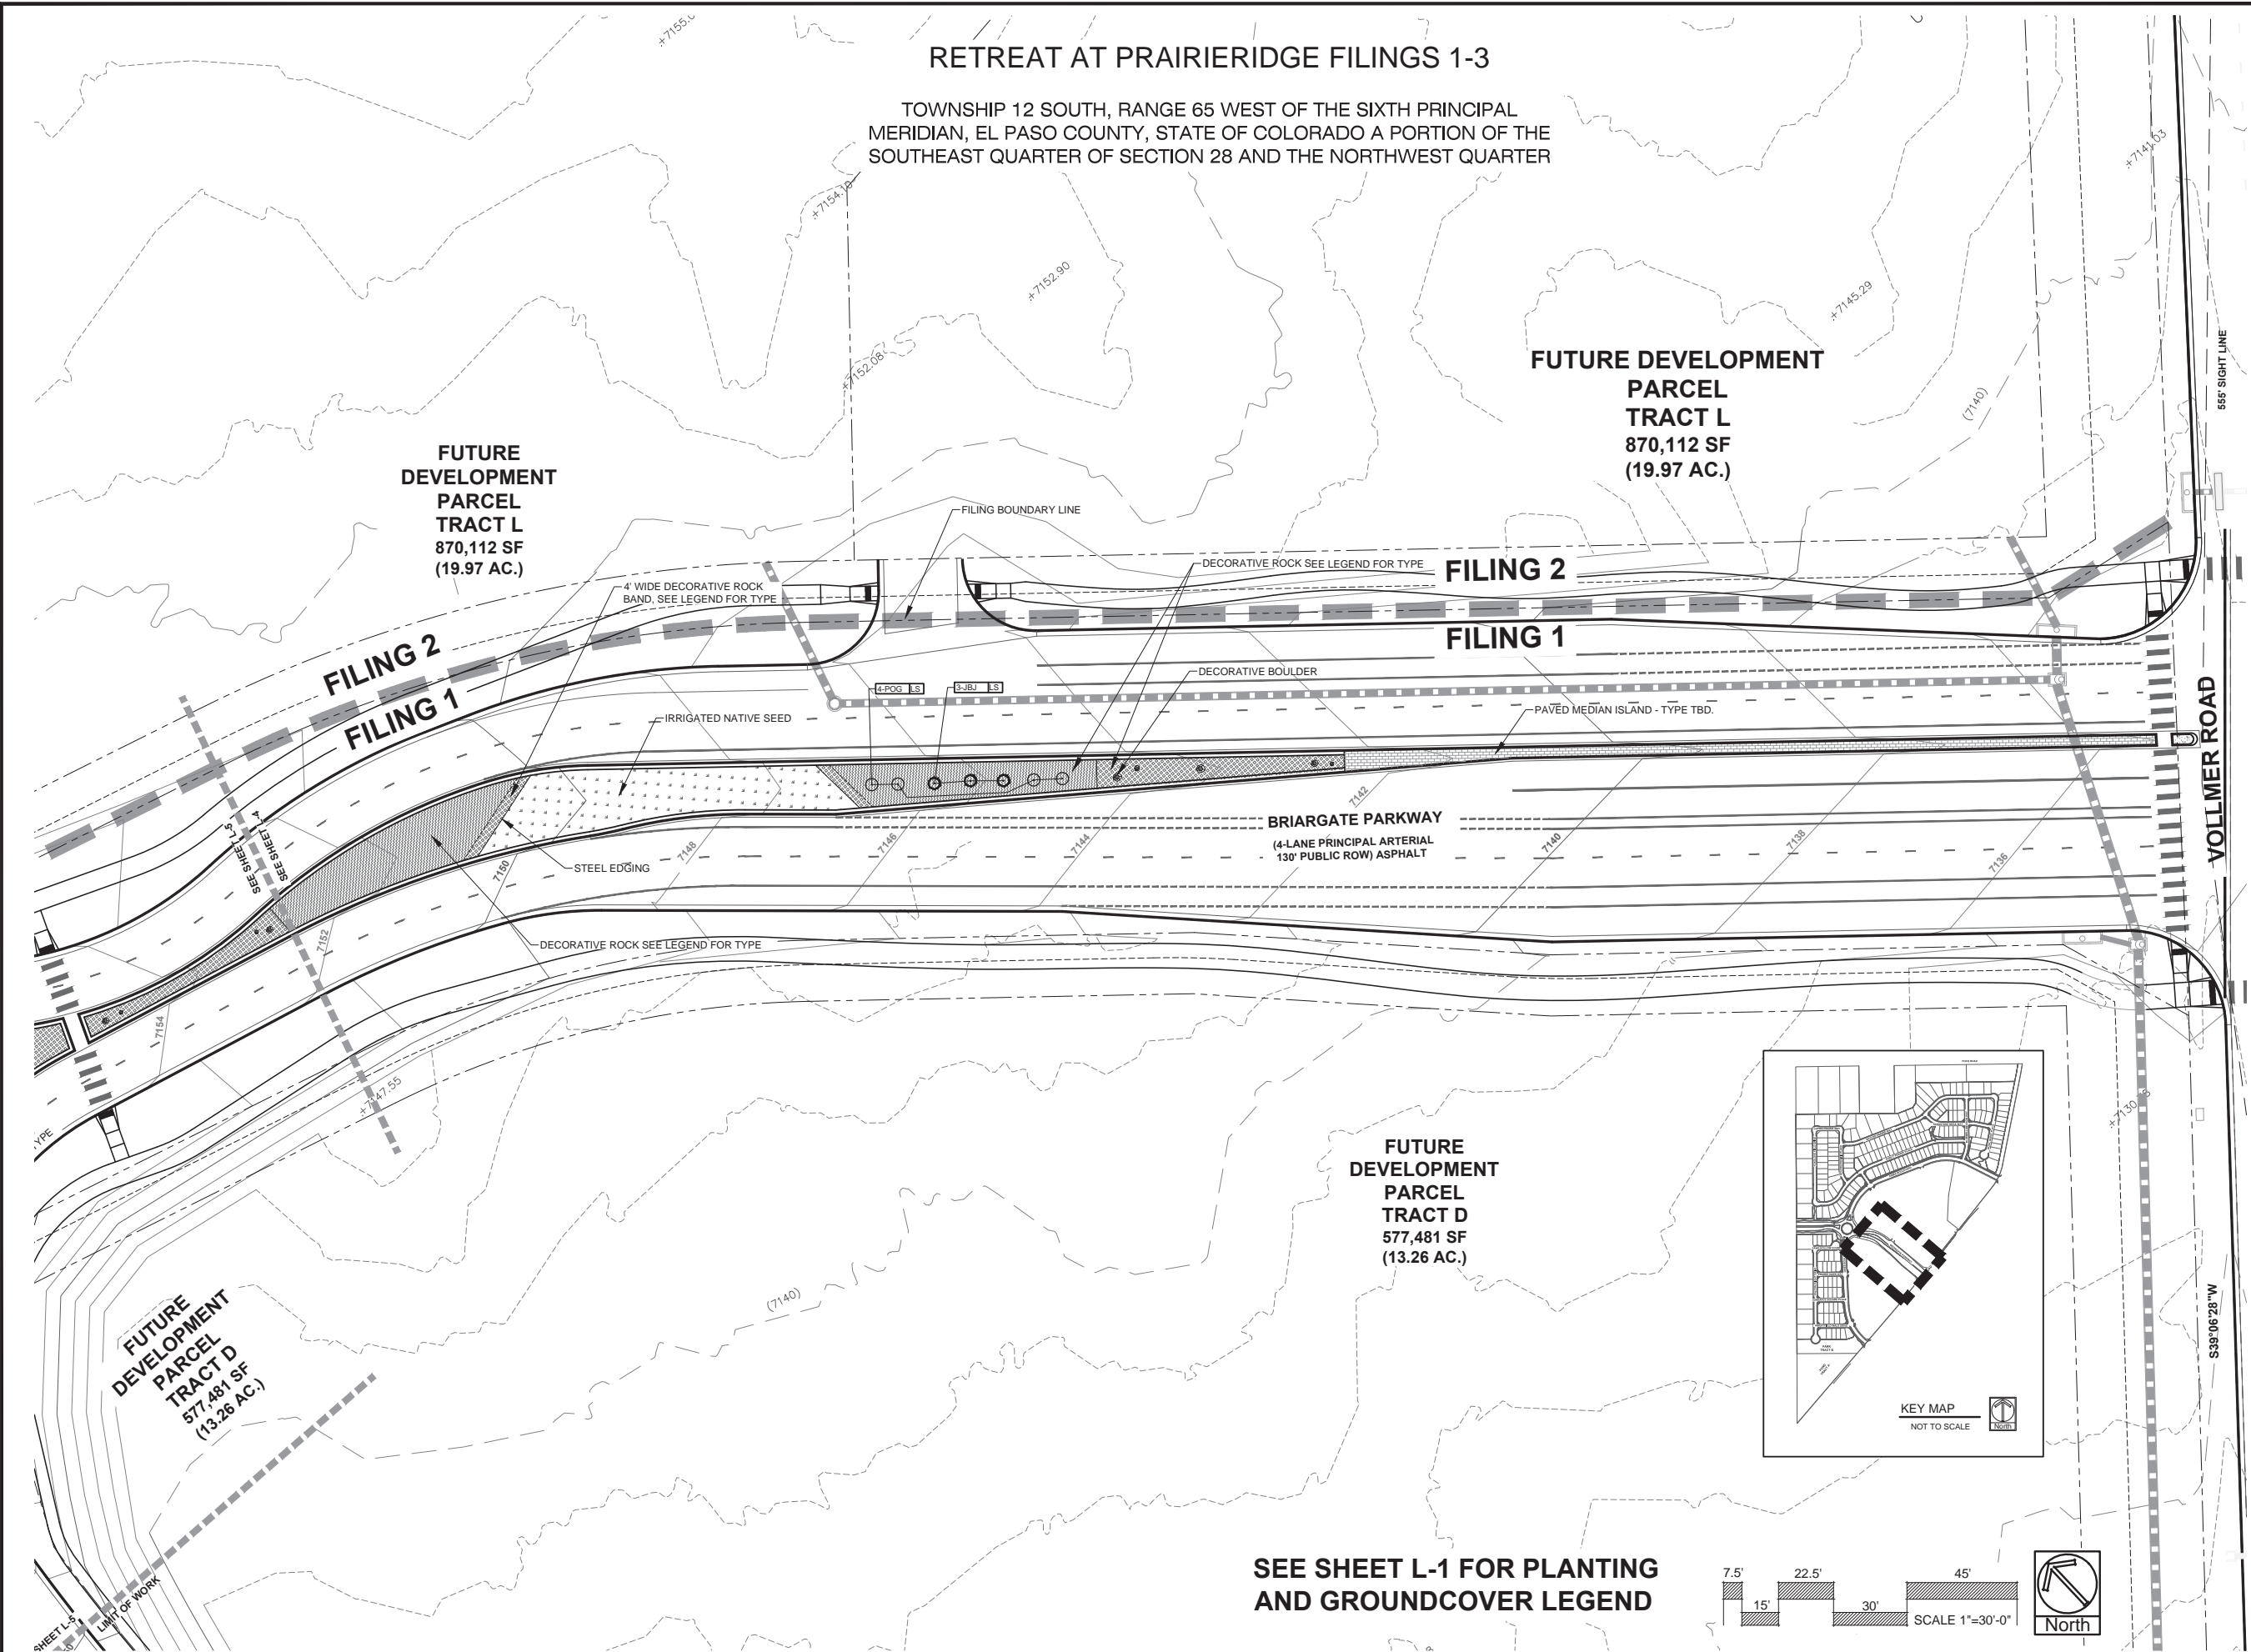 RETREAT AT PRAIRIERIDGE FILINGS 1-3
TOWNSHIP 12 SOUTH, RANGE 65 WEST OF THE SIXTH PRINCIPAL
MERIDIAN, EL PASO COUNTY, STATE OF COLORADO A PORTION OF THE
SOUTHEAST QUARTER OF SECTION 28 AND THE NORTHWEST QUARTER
+7154.10
+7141.03
+7152.90
+7145.29
+7152.08
555' SIGHT LINE
FUTURE DEVELOPMENT
PARCEL
TRACT L
870,112 SF
(19.97 AC.)
(7140)
FUTURE
DEVELOPMENT
PARCEL
TRACT L
870,112 SF
(19.97 AC.)
FILING BOUNDARY LINE
DECORATIVE ROCK SEE LEGEND FOR TYPE
FILING 2
4' WIDE DECORATIVE ROCK
BAND, SEE LEGEND FOR TYPE
FILING 2
FILING 1
FILING 1
DECORATIVE BOULDER
4-POG LS
3-JBJ LS
IRRIGATED NATIVE SEED
PAVED MEDIAN ISLAND - TYPE TBD.
VOLLMER ROAD
SEE SHEET L-5
SEE SHEET L-4
7142
BRIARGATE PARKWAY
(4-LANE PRINCIPAL ARTERIAL
130' PUBLIC ROW) ASPHALT
STEEL EDGING
7150
7148
7146
7144
7140
7138
7136
DECORATIVE ROCK SEE LEGEND FOR TYPE
7152
7154
+7147.55
YPE
FUTURE
DEVELOPMENT
PARCEL
TRACT D
577,481 SF
(13.26 AC.)
(7140)
FUTURE
DEVELOPMENT
PARCEL
TRACT D
577,481 SF
(13.26 AC.)
S39°06'28"W
KEY MAP
NOT TO SCALE
North
SHEET L-5
LIMIT OF WORK
SEE SHEET L-1 FOR PLANTING
AND GROUNDCOVER LEGEND
7.5' 22.5' 45'
15' 30' SCALE 1"=30'-0"
North